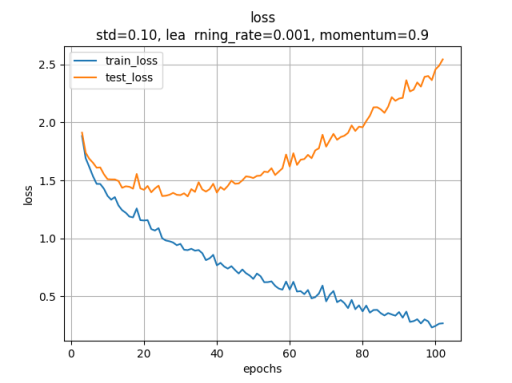 loss
std=0.10, lea rning_rate=0.001, momentum=0.9
train_loss
test_loss
2.5
2.0
1.5
1.0
0.5
loss
0 20 40 60 80 100
epochs